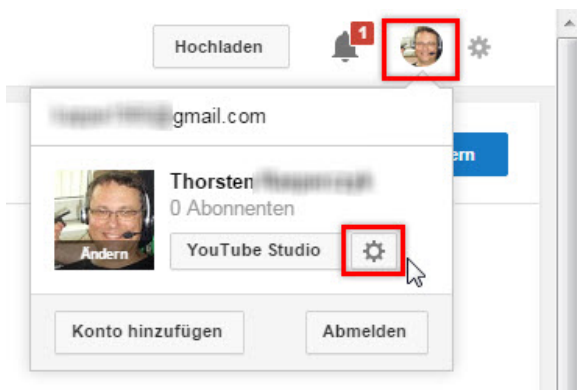 Hochladen
1
gmail.com
ern
Thorsten
0 Abonnenten
Ändern
YouTube Studio
Konto hinzufügen
Abmelden